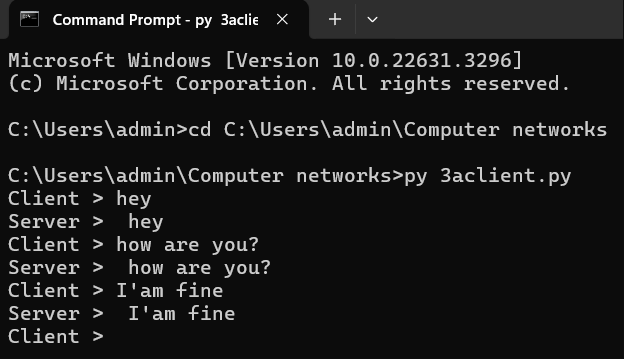 Command Prompt - py 3aclie
Microsoft Windows [Version 10.0.22631.3296]
(c) Microsoft Corporation. All rights reserved.
C:\Users\admin>cd C:\Users\admin\Computer networks
C:\Users\admin\Computer networks>py 3aclient.py
Client > hey
Server >  hey
Client > how are you?
Server >  how are you?
Client > I'am fine
Server >  I'am fine
Client >